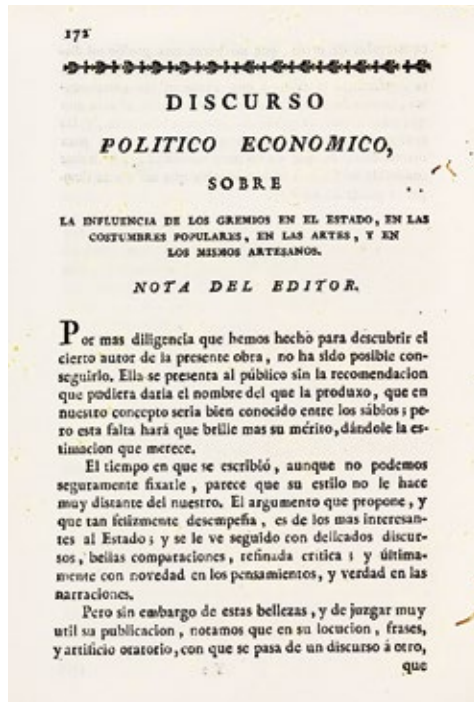 172
DISCURSO
POLITICO ECONOMICO,
SOBRE
LA INFLUENCIA DE LOS GREMIOS EN EL ESTADO, EN LAS
COSTUMBRES POPULARES, EN LAS ARTES, Y EN
LOS MISMOS ARTESANOS.
NOTA DEL EDITOR.
Por mas diligencia que hemos hecho para descubrir el
cierto autor de la presente obra, no ha sido posible con-
seguirlo. Ella se presenta al público sin la recomendacion
que podiera darla el nombre del que la produxo, que en
nuestro concepto seria bien conocido entre los sábios; pe-
ro esta falta hará que brille mas su mérito, dándole la es-
timacion que merece.
El tiempo en que se escribió, aunque no podemos
seguramente fixarle, parece que su estilo no le hace
muy distante del nuestro. El argumento que propone, y
que tan felizmente desempeña, es de los mas interesan-
tes al Estado; y se le ve seguido con delicados discur-
sos, bellas comparaciones, refinada critica; y última-
mente con novedad en los pensamientos, y verdad en las
narraciones.
Pero sin embargo de estas bellezas, y de juzgar muy
util su publicacion, notamos que en su locucion, frases,
y artificio oratorio, con que se pasa de un discurso á otro,
que